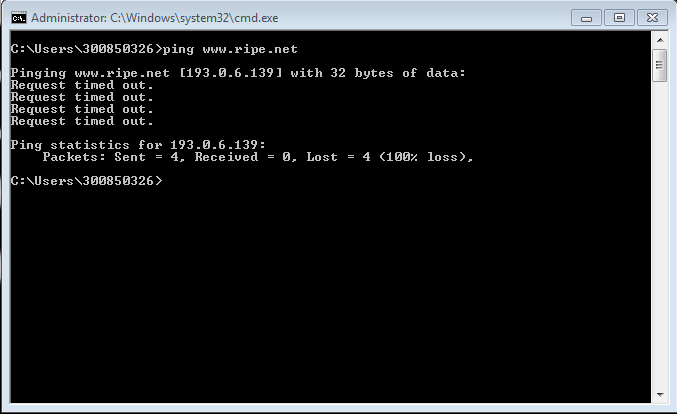 Administrator: C:\Windows\system32\cmd.exe
C:\Users\300850326>ping www.ripe.net
Pinging www.ripe.net [193.0.6.139] with 32 bytes of data:
Request timed out.
Request timed out.
Request timed out.
Request timed out.
Ping statistics for 193.0.6.139:
    Packets: Sent = 4, Received = 0, Lost = 4 (100% loss),
C:\Users\300850326>